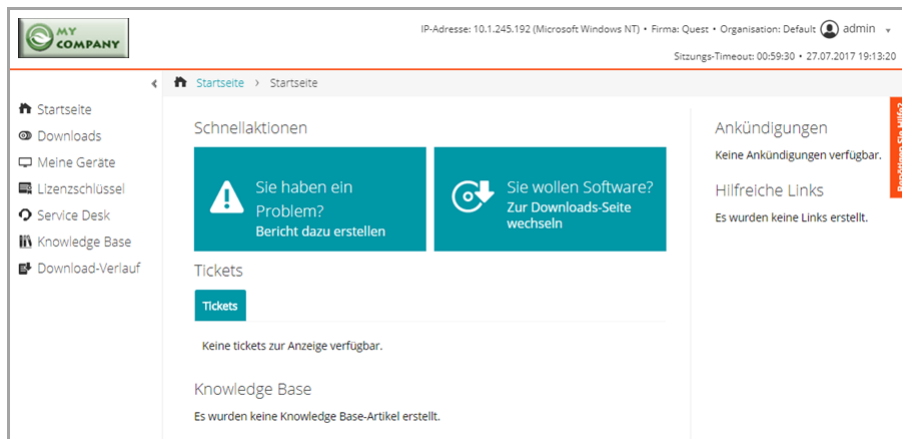 MY
COMPANY
IP-Adresse: 10.1.245.192 (Microsoft Windows NT) • Firma: Quest • Organisation: Default admin
Sitzungs-Timeout: 00:59:30 • 27.07.2017 19:13:20
Startseite > Startseite
Startseite
Downloads
Meine Geräte
Lizenzschlüssel
Service Desk
Knowledge Base
Download-Verlauf
Schnellaktionen
Sie haben ein
Problem?
Bericht dazu erstellen
Sie wollen Software?
Zur Downloads-Seite
wechseln
Tickets
Tickets
Keine tickets zur Anzeige verfügbar.
Knowledge Base
Es wurden keine Knowledge Base-Artikel erstellt.
Ankündigungen
Keine Ankündigungen verfügbar.
Hilfreiche Links
Es wurden keine Links erstellt.
Benötigen Sie Hilfe?